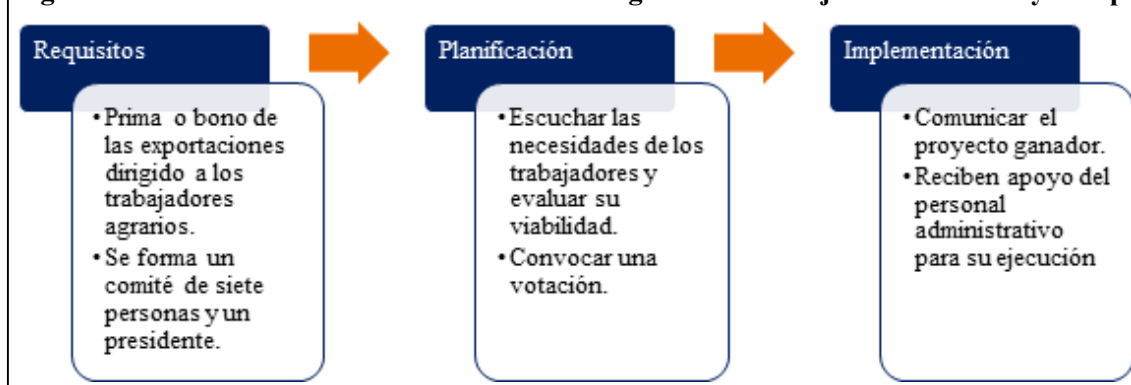 Requisitos
• Prima o bono de
las exportaciones
dirigido a los
trabajadores
agrarios.
• Se forma un
comité de siete
personas y un
presidente.
Planificación
• Escuchar las
necesidades de los
trabajadores y
evaluar su
viabilidad.
• Convocar una
votación.
Implementación
• Comunicar el
proyecto ganador.
• Reciben apoyo del
personal
administrativo
para su ejecución